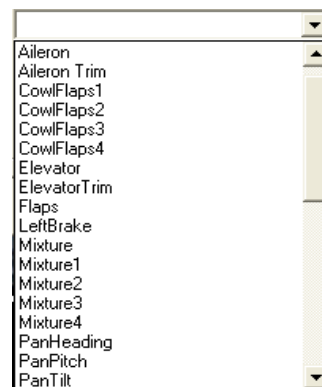 Aileron
Aileron Trim
CowlFlaps1
CowlFlaps2
CowlFlaps3
CowlFlaps4
Elevator
ElevatorTrim
Flaps
LeftBrake
Mixture
Mixture1
Mixture2
Mixture3
Mixture4
PanHeading
PanPitch
PanTilt